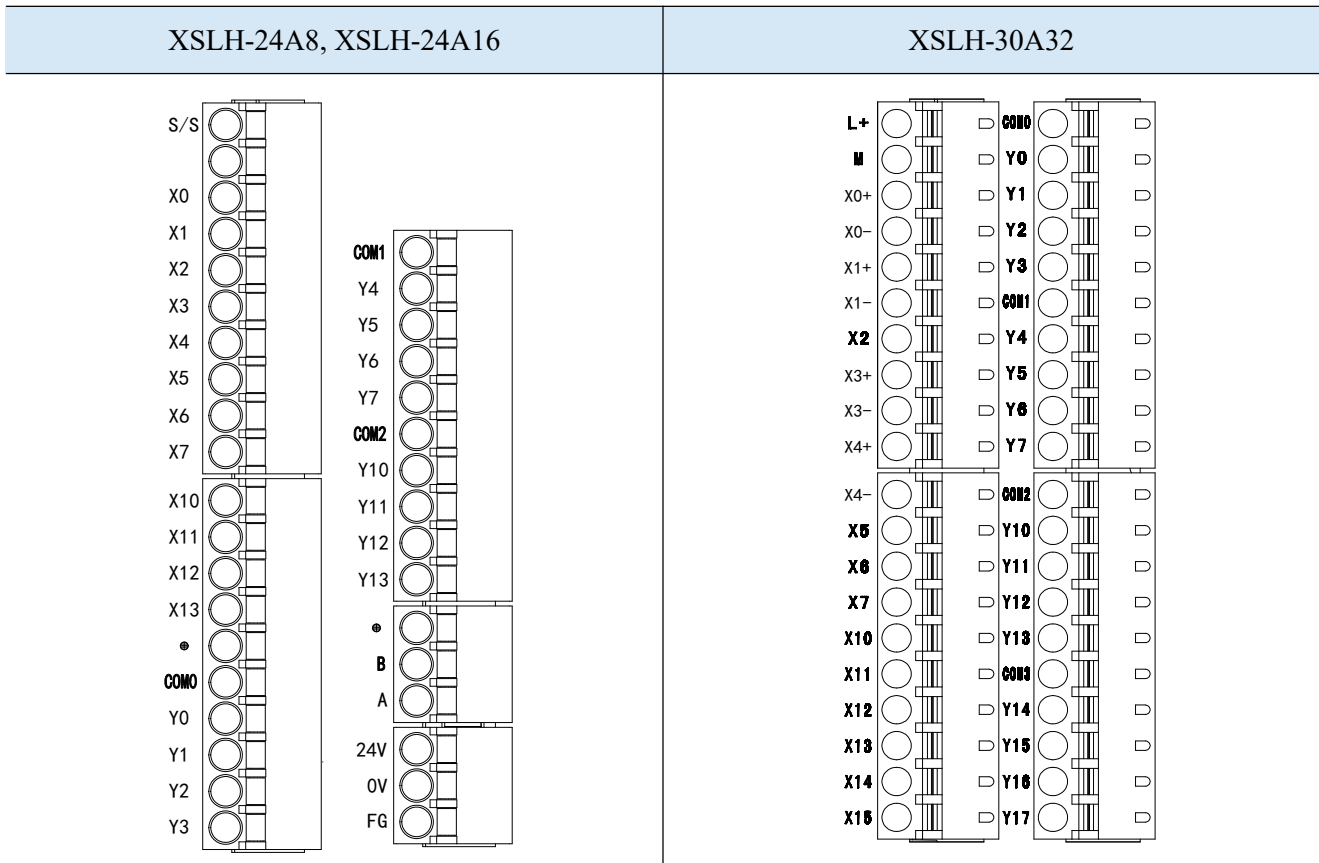 XSLH-24A8, XSLH-24A16
XSLH-30A32
S/S
X0
X1
X2
X3
X4
X5
X6
X7
X10
X11
X12
X13
COM0
Y0
Y1
Y2
Y3
COM1
Y4
Y5
Y6
Y7
COM2
Y10
Y11
Y12
Y13
B
A
24V
0V
FG
L+
M
X0+
X0-
X1+
X1-
X2
X3+
X3-
X4+
X4-
X5
X6
X7
X10
X11
X12
X13
X14
X15
COM0
Y0
Y1
Y2
Y3
COM1
Y4
Y5
Y6
Y7
COM2
Y10
Y11
Y12
Y13
COM3
Y14
Y15
Y16
Y17